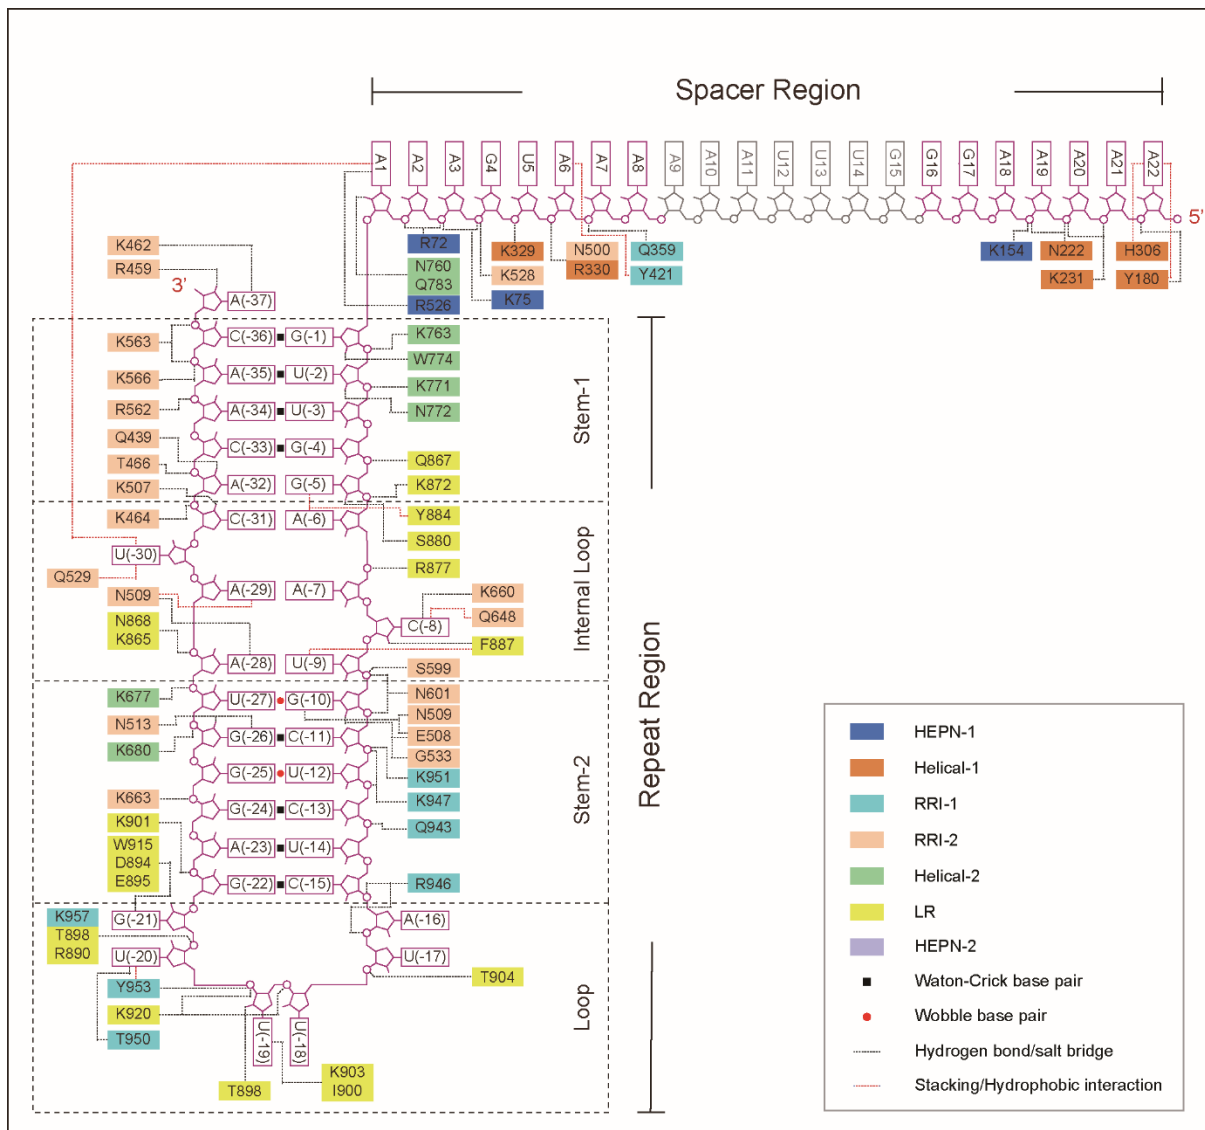 Spacer Region
A1 A2 A3 G4 U5 A6 A7 A8 A9 A10 A11 U12 U13 U14 G15 G16 G17 A18 A19 A20 A21 A22
5'
R72
K329
N500
Q359
K154
N222
H306
N760
Q783
K528
R330
Y421
K231
Y180
R526
K75
K462
R459
3'
A(-37)
K563
C(-36) G(-1)
K763
W774
K566
A(-35) U(-2)
K771
R562
A(-34) U(-3)
N772
Q439
C(-33) G(-4)
Q867
T466
A(-32) G(-5)
K872
K507
Stem-1
K464
C(-31) A(-6)
Y884
S880
U(-30)
R877
Q529
N509
A(-29) A(-7)
K660
Q648
N868
K865
C(-8)
F887
A(-28) U(-9)
S599
Internal Loop
K677
U(-27) G(-10)
N601
N513
N509
G(-26) C(-11)
E508
K680
G533
G(-25) U(-12)
K951
K663
G(-24) C(-13)
K947
K901
Q943
W915
D894
E895
A(-23) U(-14)
G(-22) C(-15)
R946
Stem-2
Repeat Region
K957
G(-21) A(-16)
T898
R890
U(-20) U(-17)
Y953
T904
K920
T950
U(-19) U(-18)
T898
K903
I900
Loop
HEPN-1
Helical-1
RRI-1
RRI-2
Helical-2
LR
HEPN-2
Waton-Crick base pair
Wobble base pair
Hydrogen bond/salt bridge
Stacking/Hydrophobic interaction